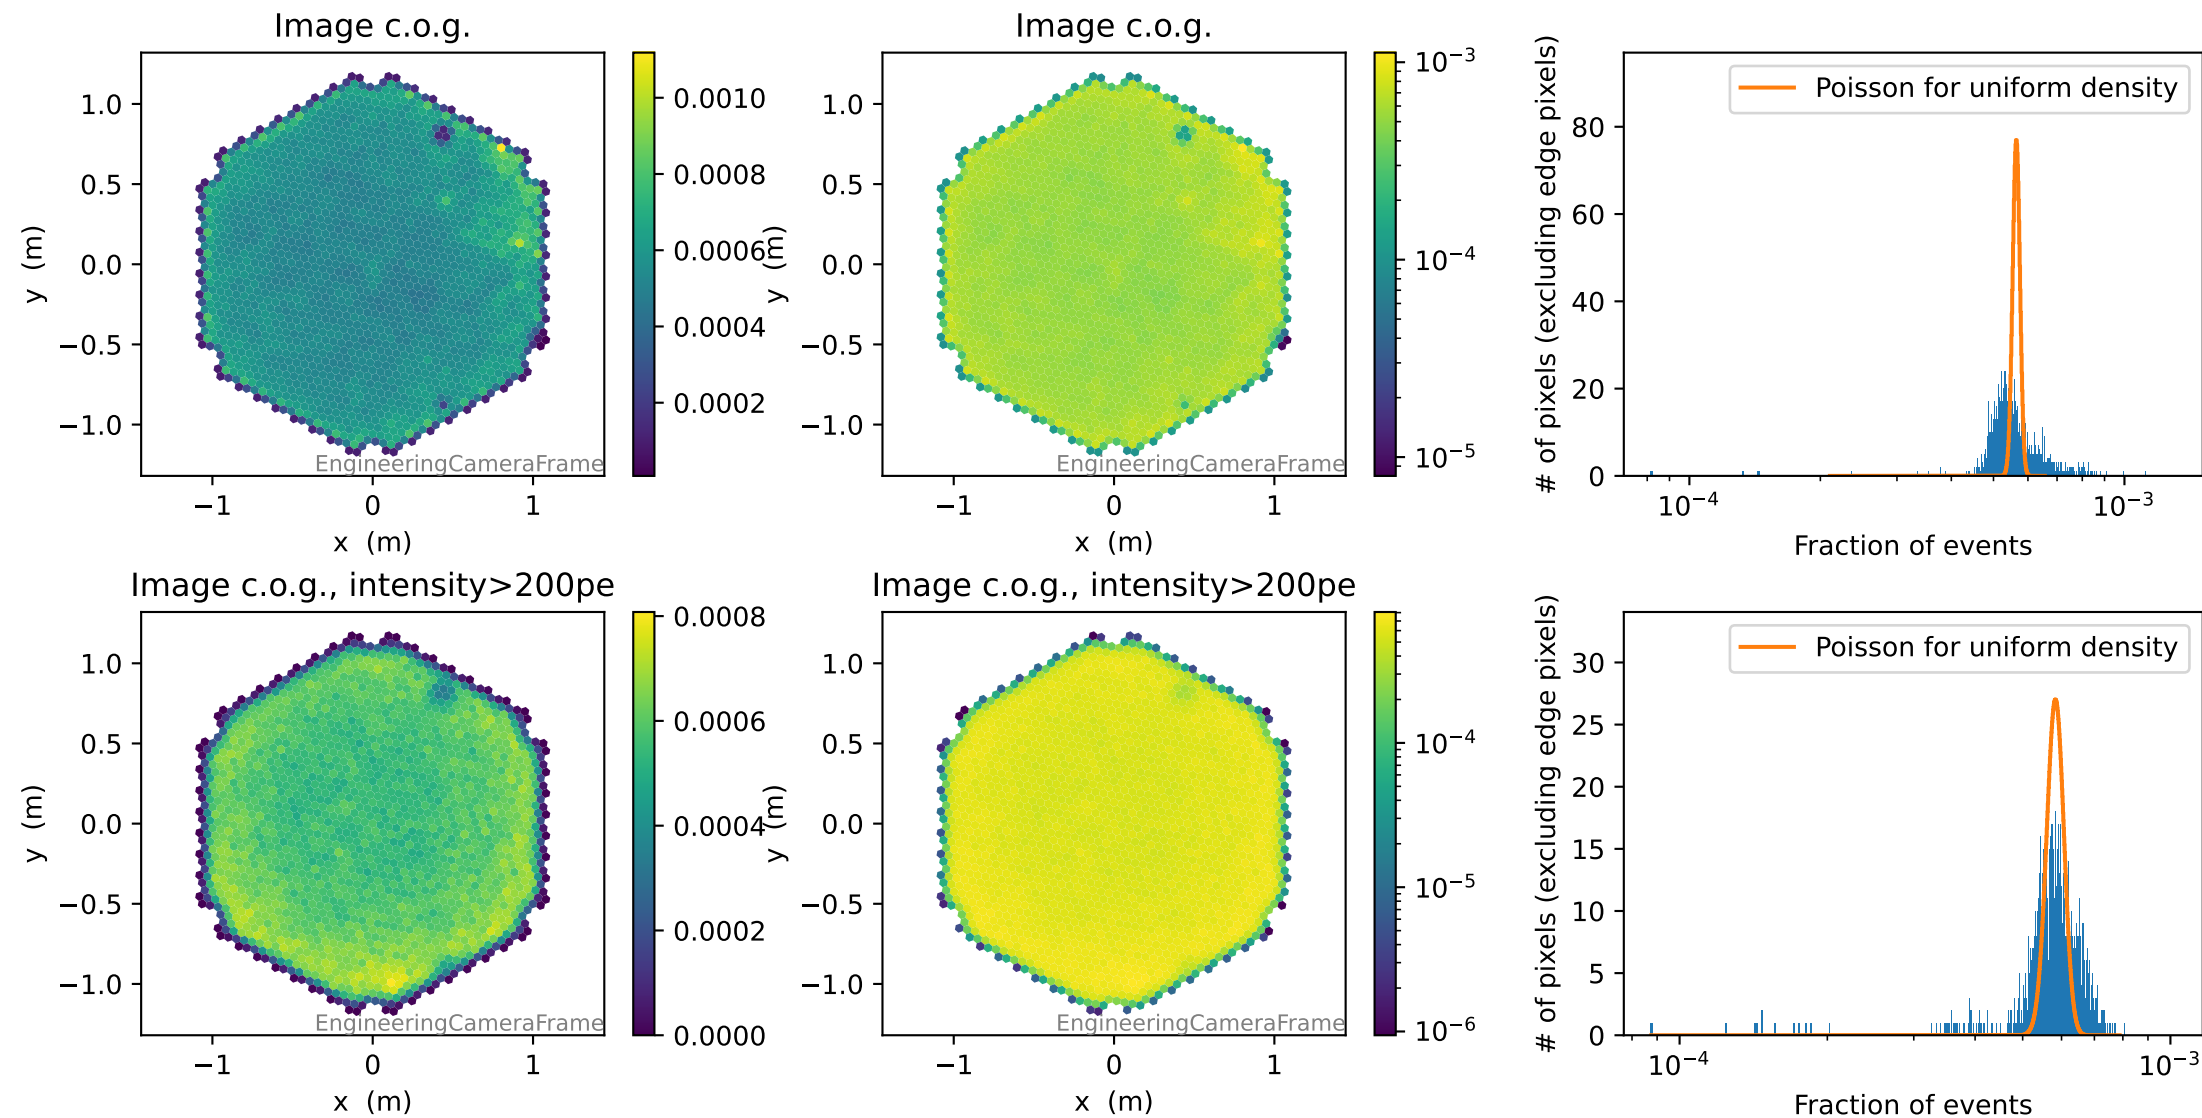 Image c.o.g.
1.0
0.5
0.0
−0.5
−1.0
y (m)
−1
0
1
x (m)
EngineeringCameraFrame
0.0010
0.0008
0.0006
0.0004
0.0002
Image c.o.g.
1.0
0.5
0.0
−0.5
−1.0
y (m)
−1
0
1
x (m)
EngineeringCameraFrame
10⁻³
10⁻⁴
10⁻⁵
Poisson for uniform density
# of pixels (excluding edge pixels)
80
60
40
20
0
10⁻⁴
10⁻³
Fraction of events
Image c.o.g., intensity>200pe
1.0
0.5
0.0
−0.5
−1.0
y (m)
−1
0
1
x (m)
EngineeringCameraFrame
0.0008
0.0006
0.0004
0.0002
0.0000
Image c.o.g., intensity>200pe
1.0
0.5
0.0
−0.5
−1.0
y (m)
−1
0
1
x (m)
EngineeringCameraFrame
10⁻⁴
10⁻⁵
10⁻⁶
Poisson for uniform density
# of pixels (excluding edge pixels)
30
25
20
15
10
5
0
10⁻⁴
10⁻³
Fraction of events